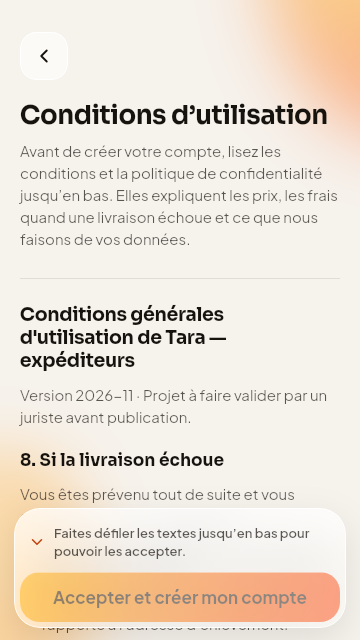 Conditions d’utilisation
Avant de créer votre compte, lisez les
conditions et la politique de confidentialité
jusqu’en bas. Elles expliquent les prix, les frais
quand une livraison échoue et ce que nous
faisons de vos données.
Conditions générales
d'utilisation de Tara —
expéditeurs
Version 2026-11 · Projet à faire valider par un
juriste avant publication.
8. Si la livraison échoue
Vous êtes prévenu tout de suite et vous
Faites défiler les textes jusqu’en bas pour
pouvoir les accepter.
Accepter et créer mon compte